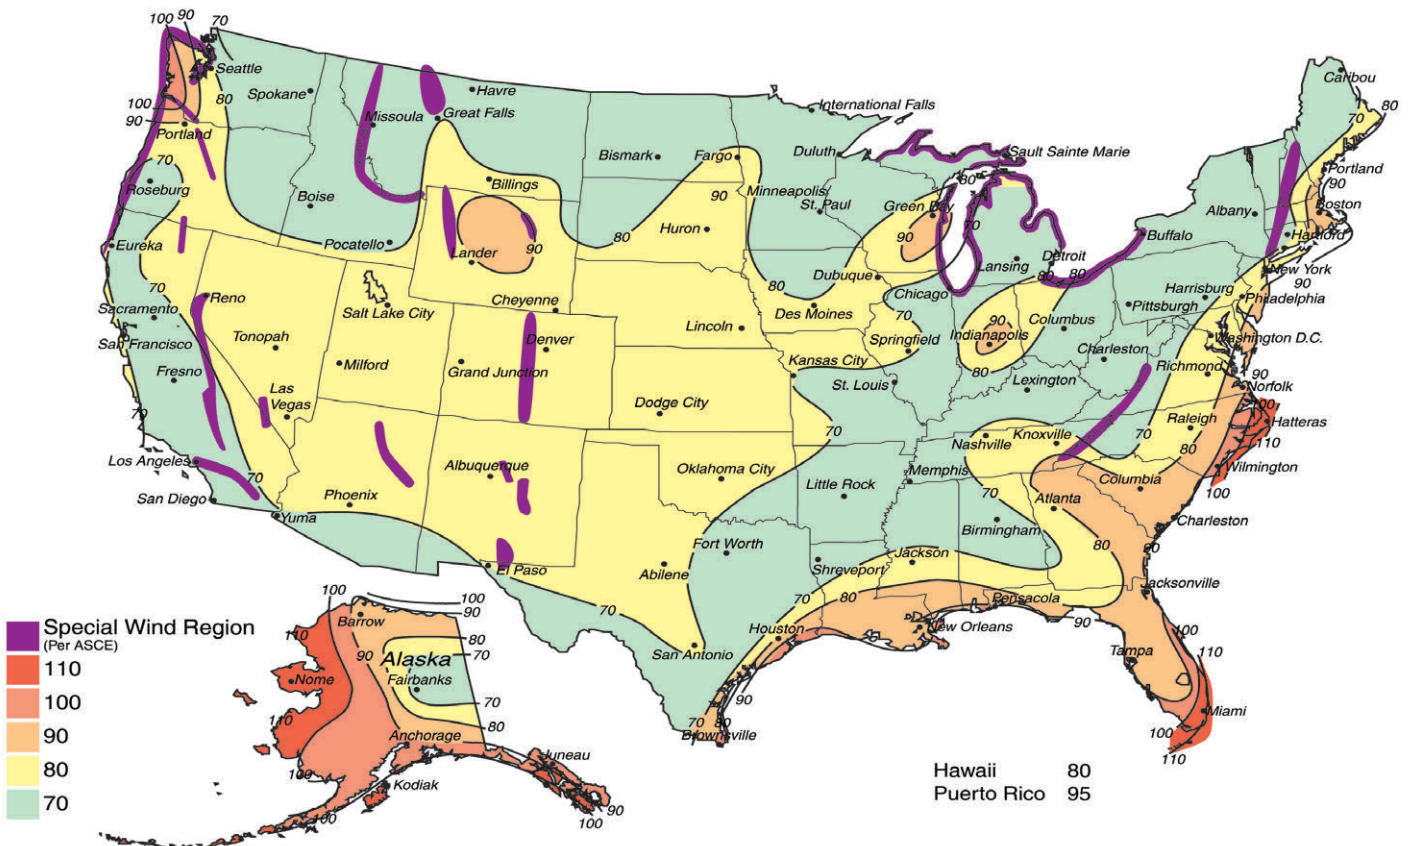 100 90 70
Seattle
80
Spokane
100
90
Portland
70
Roseburg
Missoula
Great Falls
Havre
Boise
Billings
Pocatello
Lander
90
Eureka
70
Sacramento
San Francisco
Fresno
70
Reno
Tonopah
Las
Vegas
Salt Lake City
Milford
Cheyenne
Denver
Grand Junction
Los Angeles
70
San Diego
Yuma
Phoenix
Albuquerque
El Paso
International Falls
Bismark
Fargo
Duluth
Sault Sainte Marie
Minneapolis
St. Paul
90
Huron
80
80
Green Bay
90
70
Dubuque
Lansing
Detroit
80 80
Buffalo
Chicago
Des Moines
Lincoln
70
Springfield
90
Indianapolis
80
Columbus
Kansas City
St. Louis
Lexington
Charleston
Dodge City
70
Nashville
Knoxville
Oklahoma City
Memphis
Little Rock
70
Atlanta
Birmingham
Fort Worth
Abilene
Shreveport
Jackson
80
70
80
70
Houston
San Antonio
New Orleans
Pensacola
90
90
70 80
Brownsville
Caribou
80
70
80
Portland
90
Boston
Albany
Hartford
New York
90
Harrisburg
Pittsburgh
Philadelphia
Washington D.C.
Richmond
90
Norfolk
100
Hatteras
110
Raleigh
70
80
Wilmington
100
Columbia
Charleston
90
Jacksonville
100
110
Tampa
Miami
100
110
Special Wind Region
(Per ASCE)
110
100
90
80
70
100
100
90
Barrow
110
80
70
90
Alaska
Fairbanks
Nome
70
110
80
Anchorage
Juneau
100
Kodiak
90
100
100
Hawaii 80
Puerto Rico 95